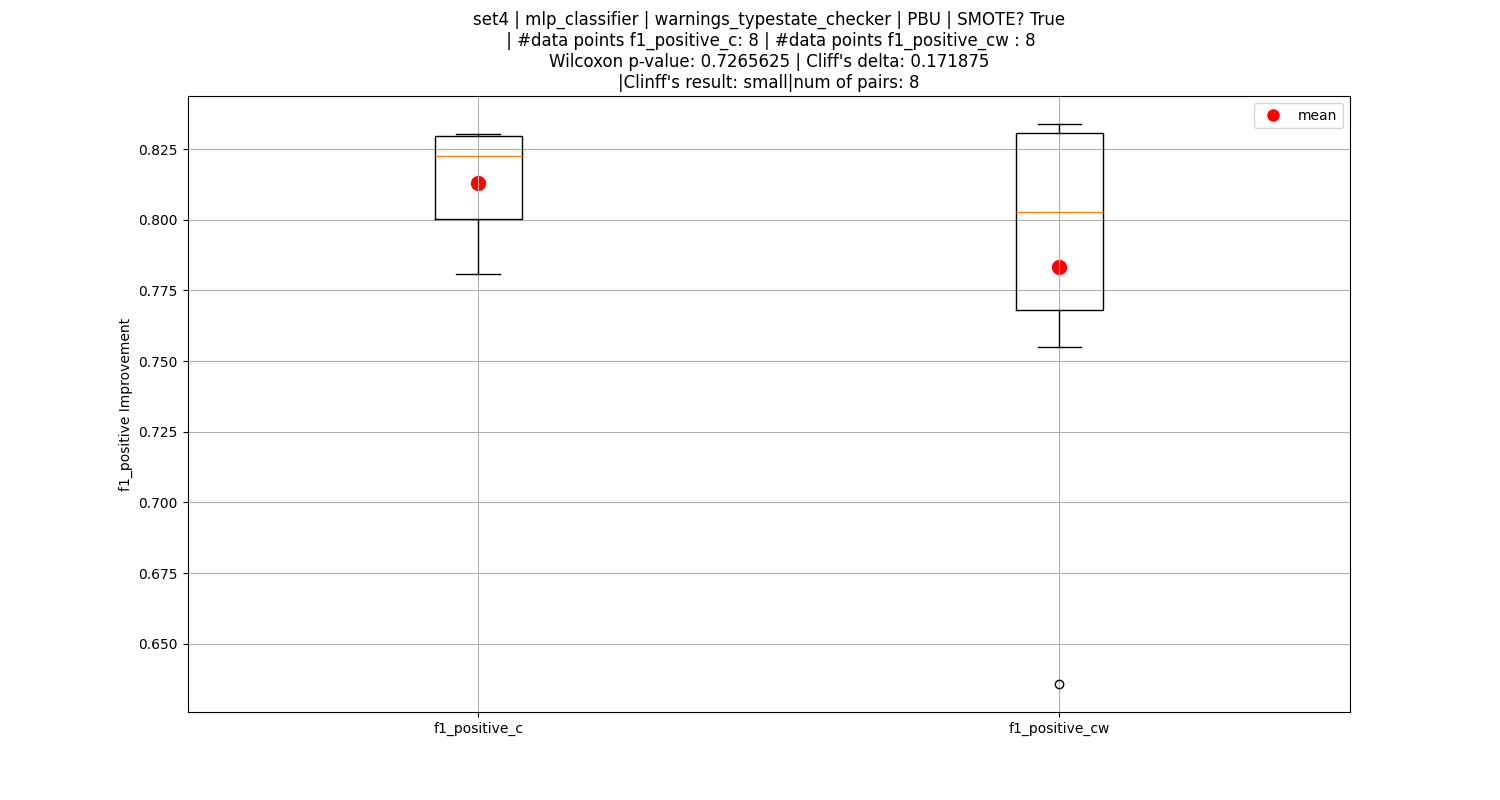 set4 | mlp_classifier | warnings_typestate_checker | PBU | SMOTE? True
| #data points f1_positive_c: 8 | #data points f1_positive_cw : 8
Wilcoxon p-value: 0.7265625 | Cliff's delta: 0.171875
|Clinff's result: small|num of pairs: 8
mean
f1_positive Improvement
0.825
0.800
0.775
0.750
0.725
0.700
0.675
0.650
f1_positive_c
f1_positive_cw